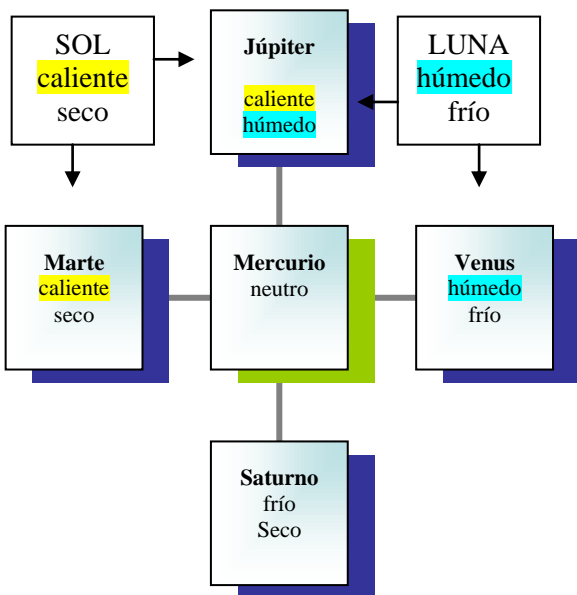 SOL
caliente
seco
Júpiter
caliente
húmedo
LUNA
húmedo
frío
Marte
caliente
seco
Mercurio
neutro
Venus
húmedo
frío
Saturno
frío
Seco